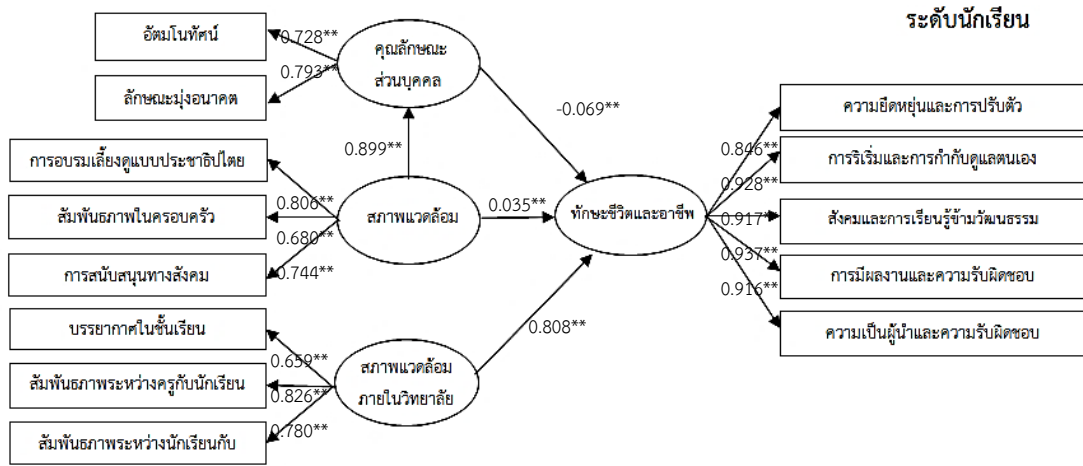 ระดับนักเรียน
อัตมโนทัศน์
0.728**
คุณลักษณะ
ส่วนบุคคล
0.793**
ลักษณะมุ่งอนาคต
-0.069**
ความยืดหยุ่นและการปรับตัว
0.899**
0.846**
การอบรมเลี้ยงดูแบบประชาธิปไตย
การริเริ่มและการกำกับดูแลตนเอง
0.928**
สัมพันธภาพในครอบครัว
0.806**
สภาพแวดล้อม
0.035**
ทักษะชีวิตและอาชีพ
0.917*
สังคมและการเรียนรู้ข้ามวัฒนธรรม
0.680**
0.937**
การสนับสนุนทางสังคม
0.744**
การมีผลงานและความรับผิดชอบ
0.916**
บรรยากาศในชั้นเรียน
0.808**
ความเป็นผู้นำและความรับผิดชอบ
0.659**
สภาพแวดล้อม
ภายในวิทยาลัย
สัมพันธภาพระหว่างครูกับนักเรียน
0.826**
0.780**
สัมพันธภาพระหว่างนักเรียนกับ